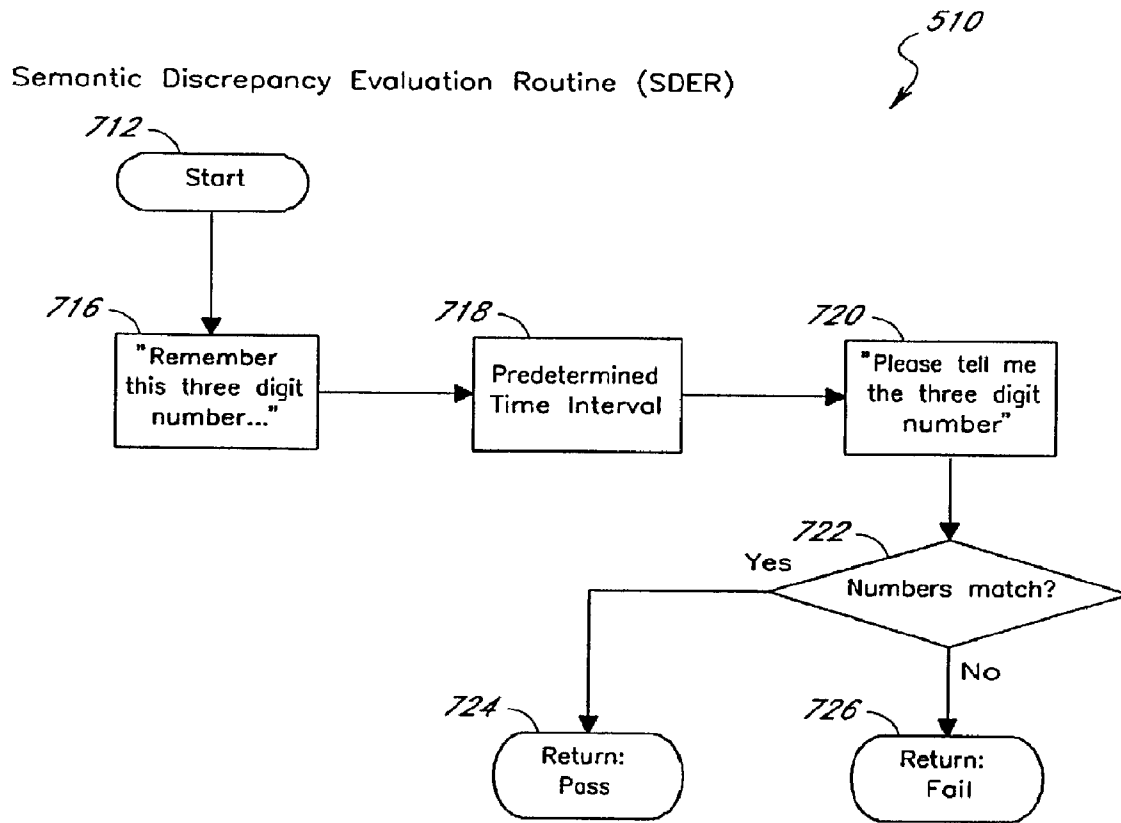 510
Semantic Discrepancy Evaluation Routine (SDER)
712
Start
716
"Remember
this three digit
number..."
718
Predetermined
Time Interval
720
"Please tell me
the three digit
number"
722
Yes
Numbers match?
No
724
Return:
Pass
726
Return:
Fail